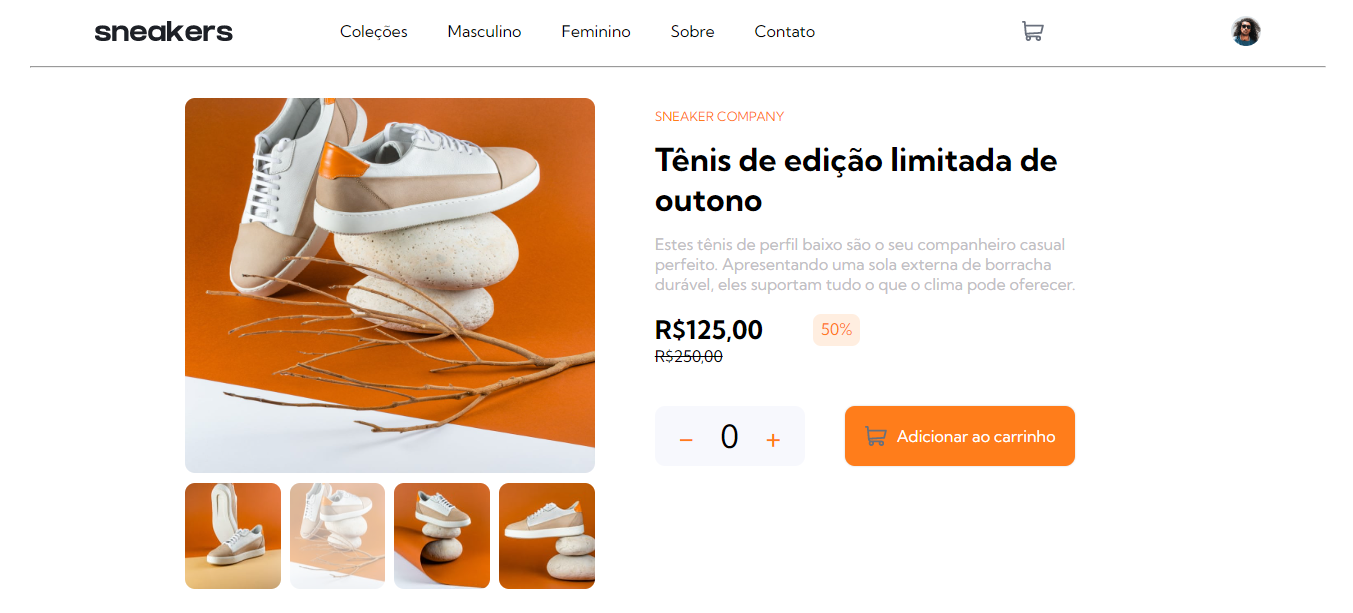 sneakers
Coleções
Masculino
Feminino
Sobre
Contato
SNEAKER COMPANY
Tênis de edição limitada de
outono
Estes tênis de perfil baixo são o seu companheiro casual
perfeito. Apresentando uma sola externa de borracha
durável, eles suportam tudo o que o clima pode oferecer.
R$125,00
50%
R$250,00
− 0 +
Adicionar ao carrinho